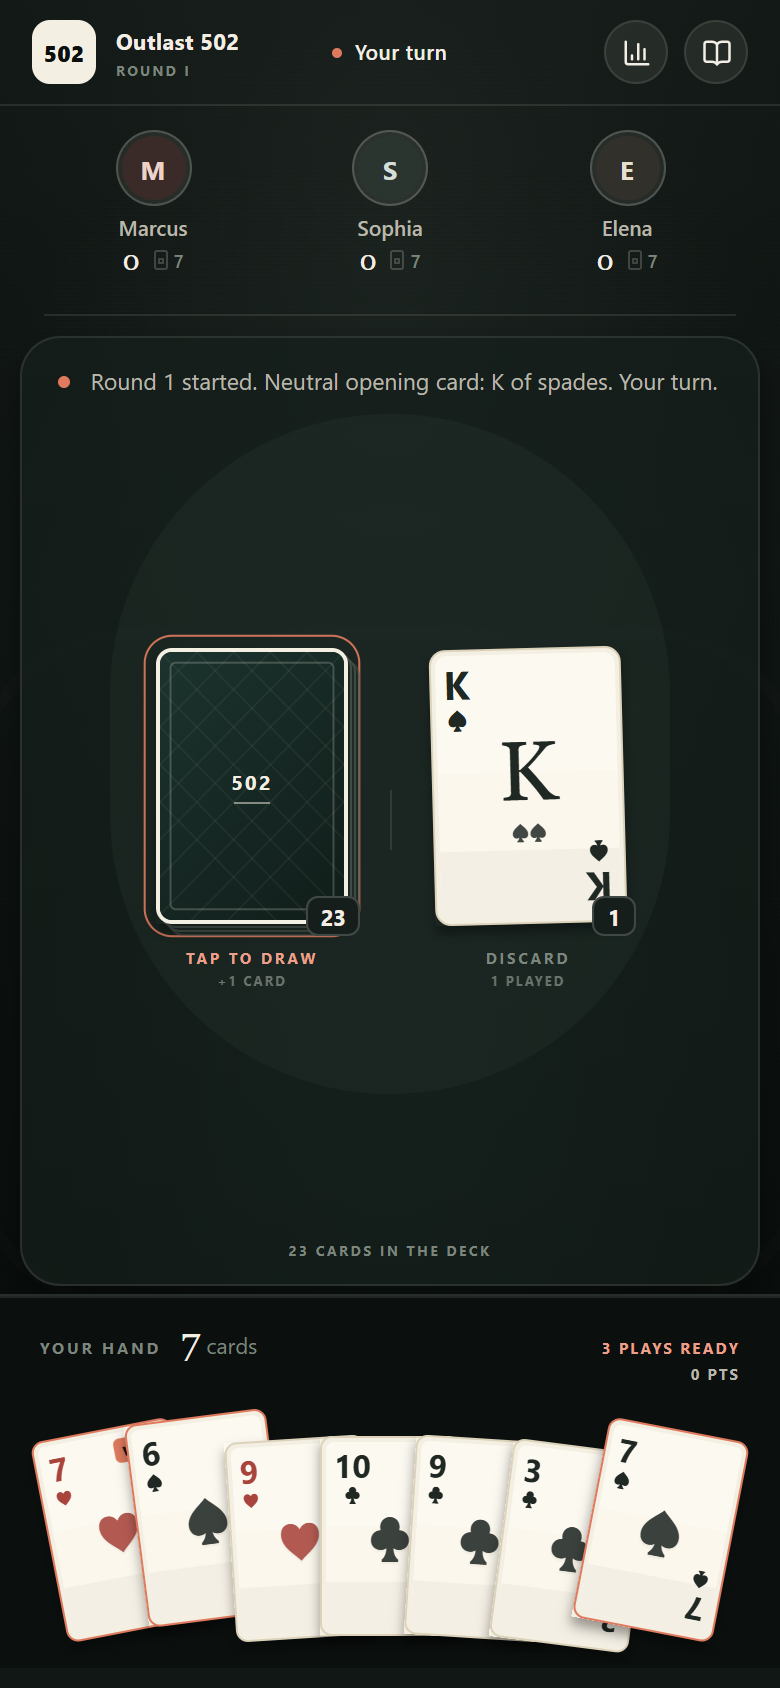 502
Outlast 502
ROUND 1
Your turn
M
S
E
Marcus
Sophia
Elena
0 7
0 7
0 7
Round 1 started. Neutral opening card: K of spades. Your turn.
502
23
K
K
K
1
TAP TO DRAW
+1 CARD
DISCARD
1 PLAYED
23 CARDS IN THE DECK
YOUR HAND 7 cards
3 PLAYS READY
0 PTS
7
6
9
10
9
3
7
7